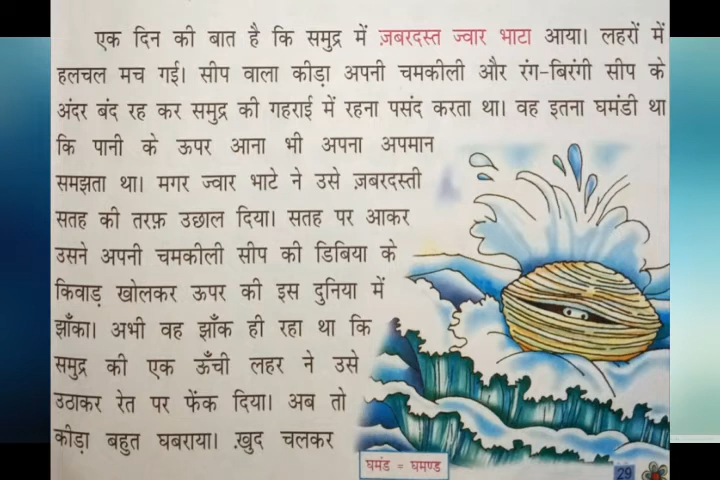 एक दिन की बात है कि समुद्र में ज़बरदस्त ज्वार भाटा आया। लहरों में
हलचल मच गई। सीप वाला कीड़ा अपनी चमकीली और रंग-बिरंगी सीप के
अंदर बंद रह कर समुद्र की गहराई में रहना पसंद करता था। वह इतना घमंडी था
कि पानी के ऊपर आना भी अपना अपमान
समझता था। मगर ज्वार भाटे ने उसे ज़बरदस्ती
सतह की तरफ़ उछाल दिया। सतह पर आकर
उसने अपनी चमकीली सीप की डिबिया के
किवाड़ खोलकर ऊपर की इस दुनिया में
झाँका। अभी वह झाँक ही रहा था कि
समुद्र की एक ऊँची लहर ने उसे
उठाकर रेत पर फेंक दिया। अब तो
कीड़ा बहुत घबराया। ख़ुद चलकर
घमंड = घमण्ड
29